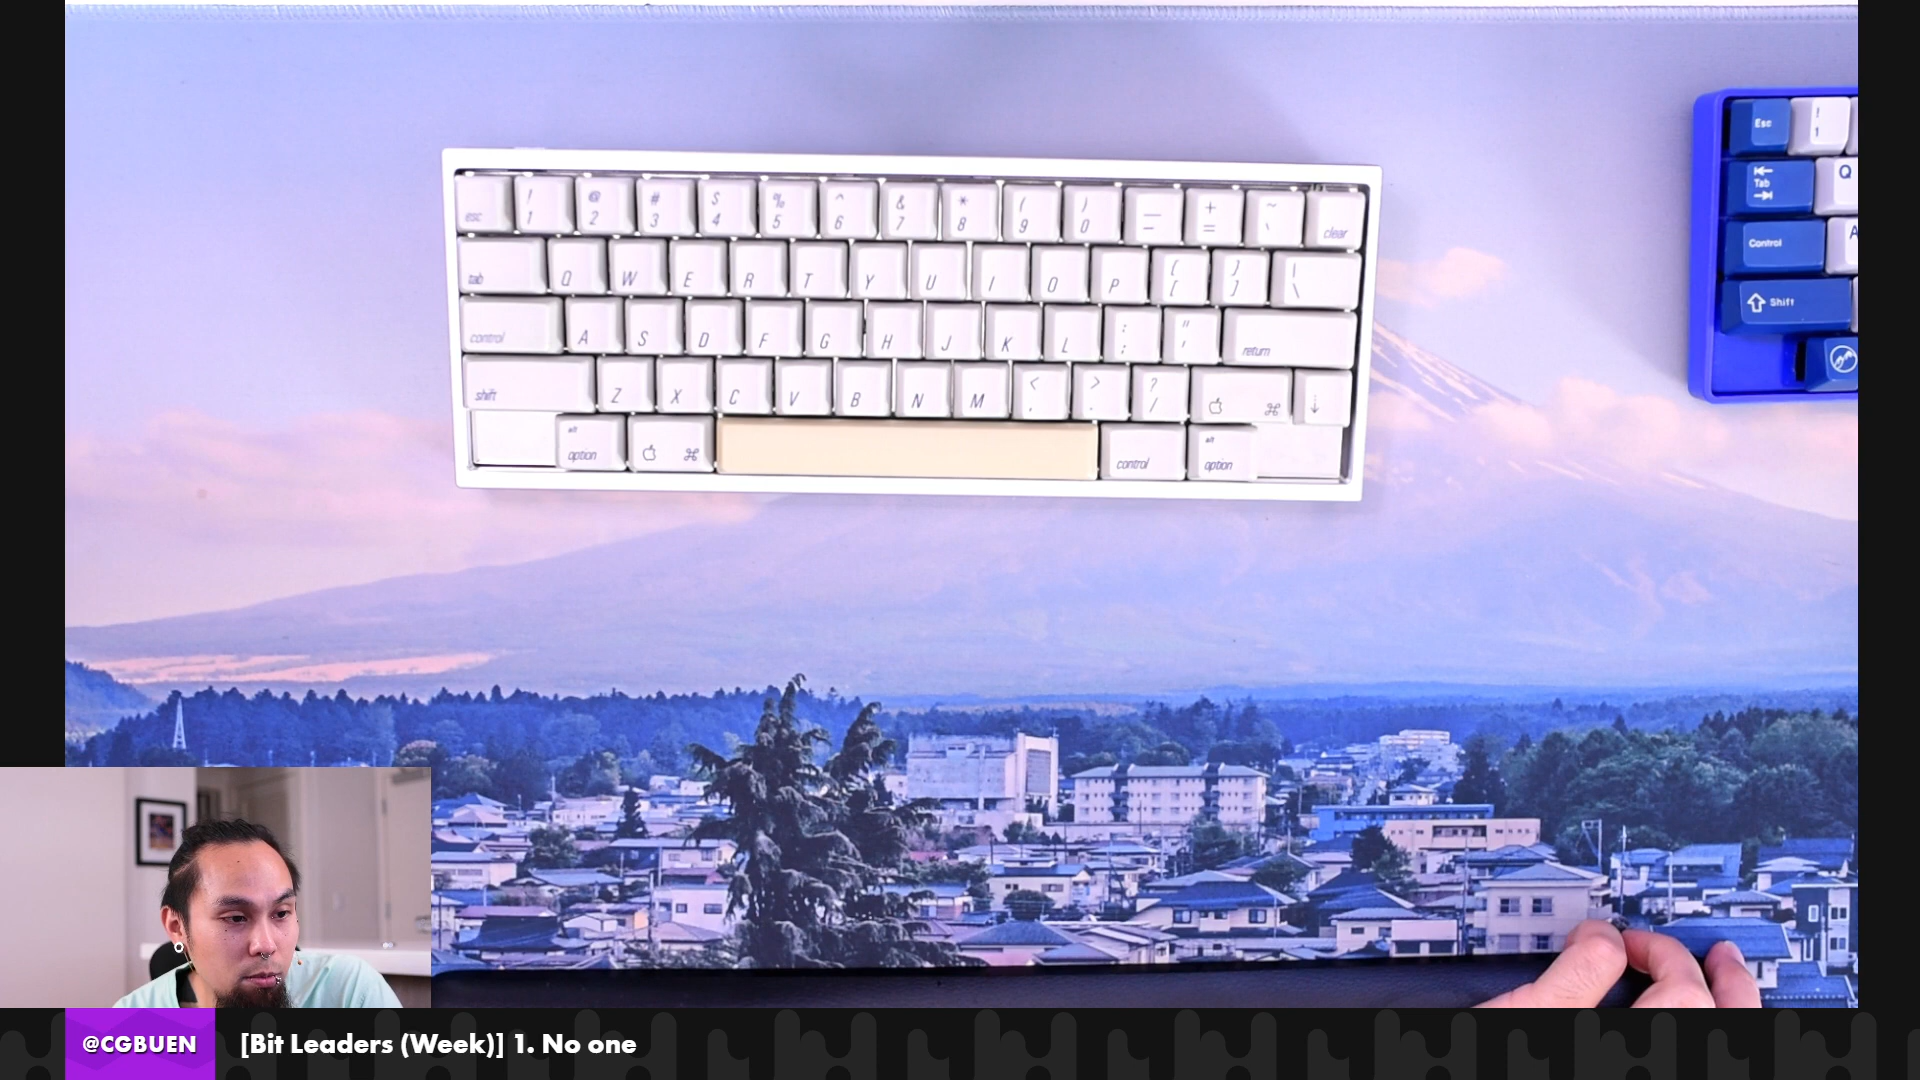 esc ! 1 @ 2 # 3 $ 4 % 5 ^ 6 & 7 * 8 ( 9 ) 0 — - + = ~ ` clear
tab Q W E R T Y U I O P { [ } ] | \
control A S D F G H J K L : ; " ' return
shift Z X C V B N M < , > . ? / ⌘ ↓
alt option ⌘ control alt option
Esc ! 1
Tab Q
Control A
Shift
@CGBUEN [Bit Leaders (Week)] 1. No one